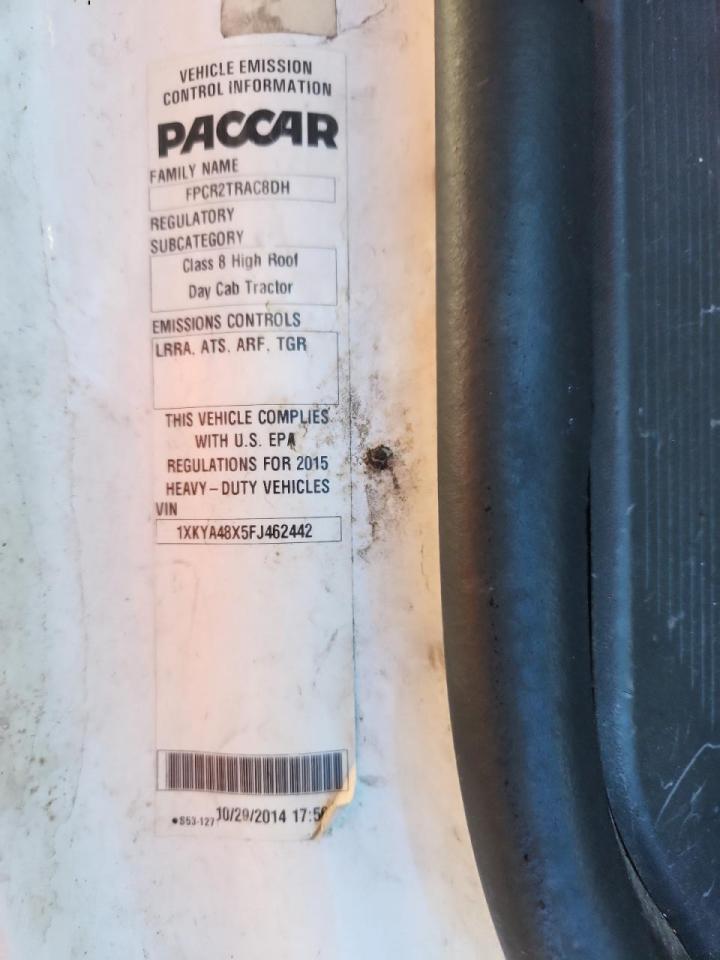 VEHICLE EMISSION
CONTROL INFORMATION
PACCAR
FAMILY NAME
FPCR2TRAC8DH
REGULATORY
SUBCATEGORY
Class 8 High Roof
Day Cab Tractor
EMISSIONS CONTROLS
LRRA, ATS, ARF, TGR
THIS VEHICLE COMPLIES
WITH U.S. EPA
REGULATIONS FOR 2015
HEAVY-DUTY VEHICLES
VIN
1XKYA48X5FJ462442
•S53-127 10/29/2014